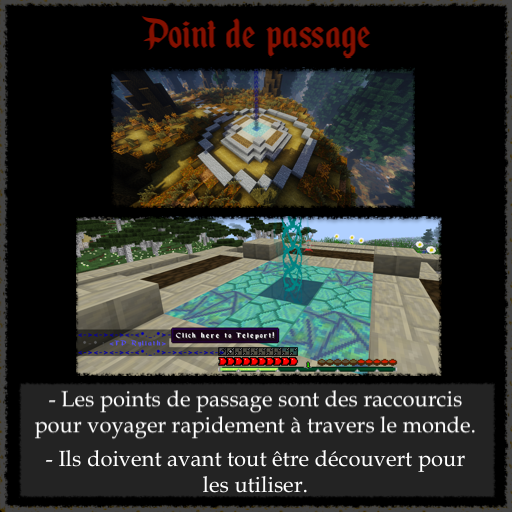 Point de passage
Click here to Teleport!
- Les points de passage sont des raccourcis
pour voyager rapidement à travers le monde.
- Ils doivent avant tout être découvert pour
les utiliser.